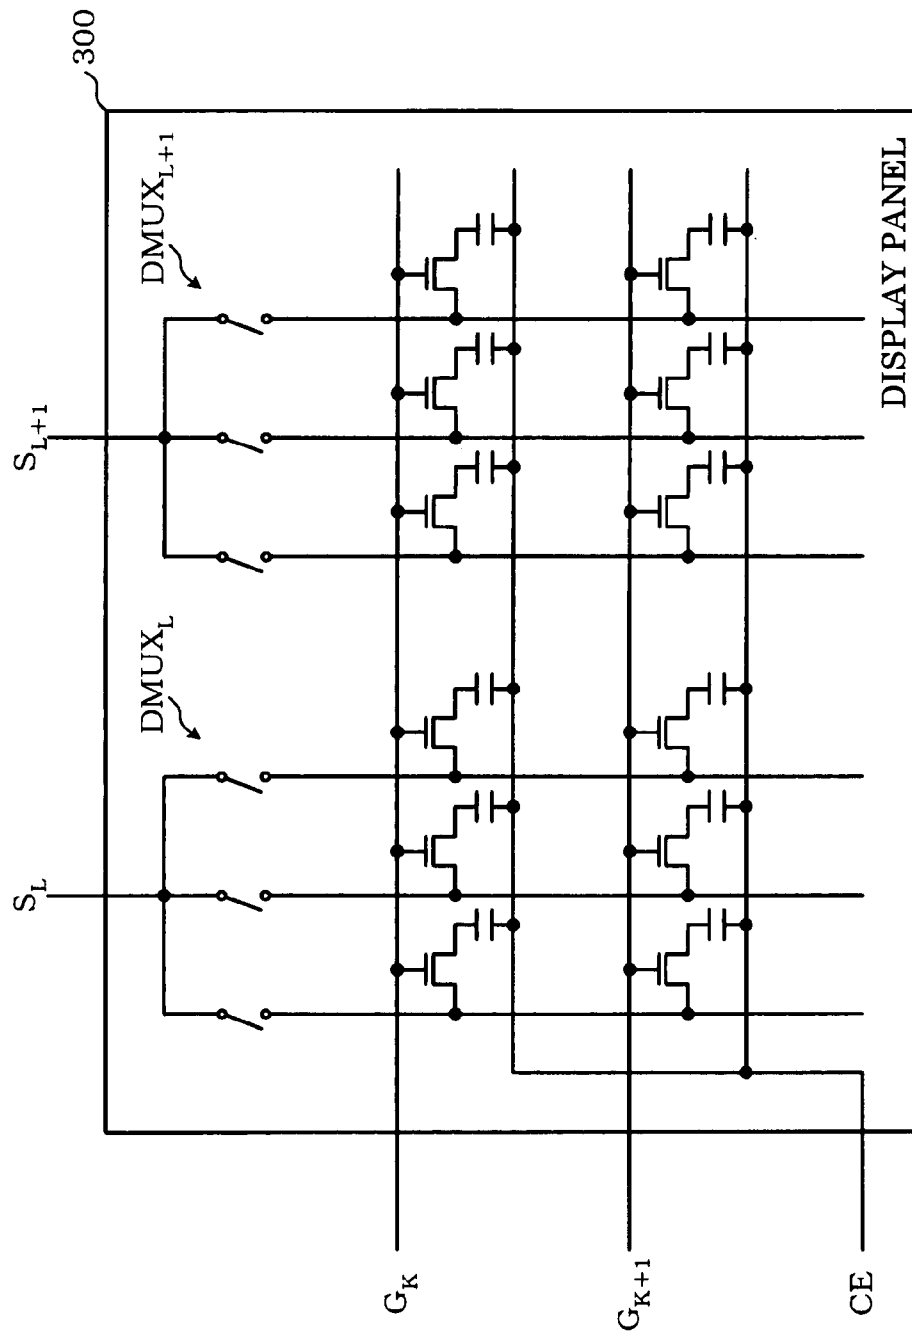 300
S_L
S_{L+1}
DMUX_L
DMUX_{L+1}
G_K
G_{K+1}
CE
DISPLAY PANEL